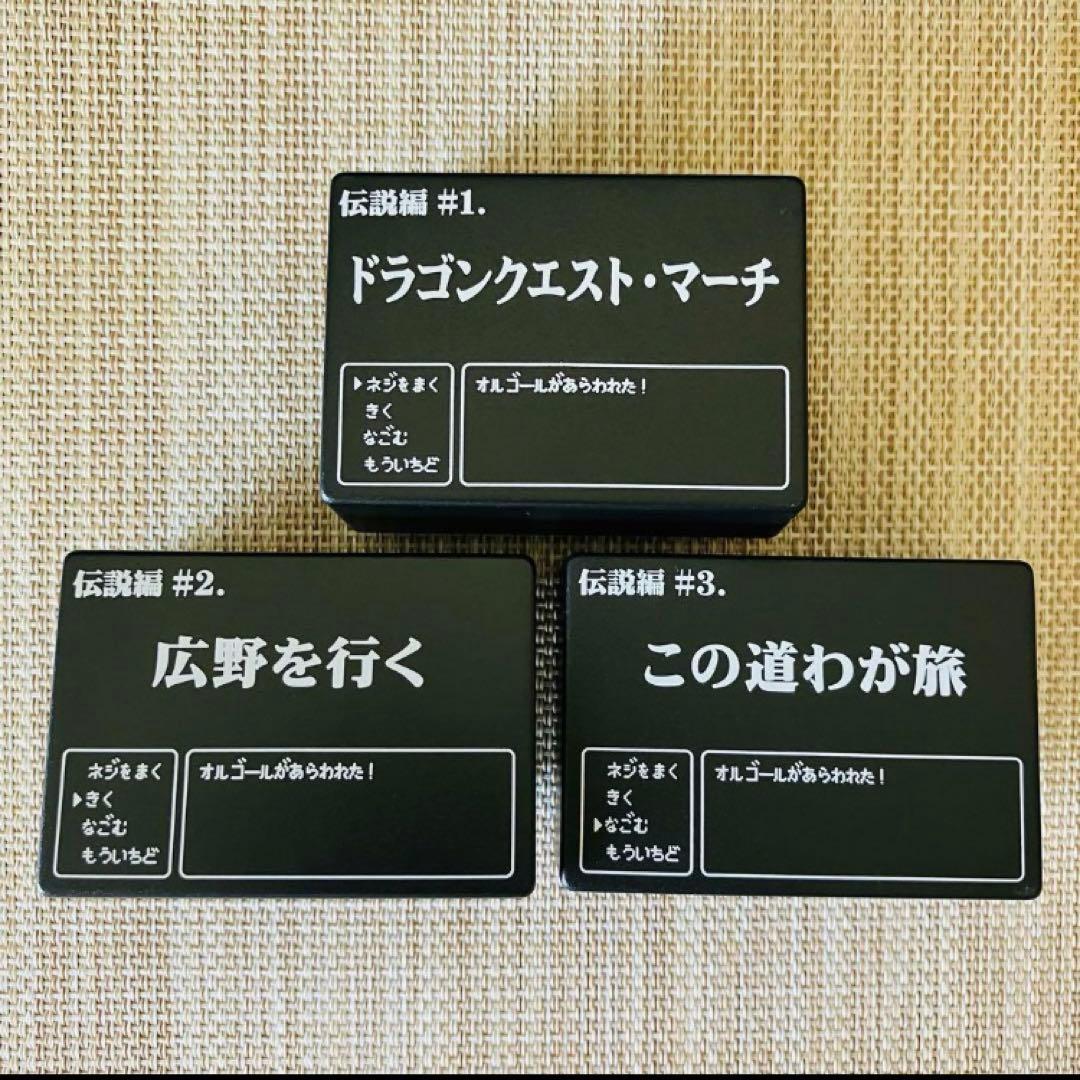 伝説編 #1.
ドラゴンクエスト・マーチ
▶ネジをまく
きく
なごむ
もういちど
オルゴールがあらわれた！
伝説編 #2.
広野を行く
ネジをまく
▶きく
なごむ
もういちど
オルゴールがあらわれた！
伝説編 #3.
この道わが旅
ネジをまく
きく
▶なごむ
もういちど
オルゴールがあらわれた！